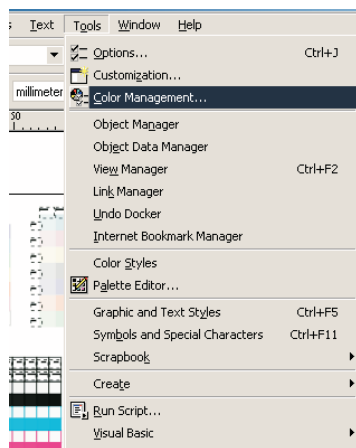 Text Tools Window Help
Options... Ctrl+J
Customization...
millimeter
Color Management...
50
Object Manager
Object Data Manager
View Manager Ctrl+F2
Link Manager
Undo Docker
Internet Bookmark Manager
Color Styles
Palette Editor...
Graphic and Text Styles Ctrl+F5
Symbols and Special Characters Ctrl+F11
Scrapbook
Create
Run Script...
Visual Basic